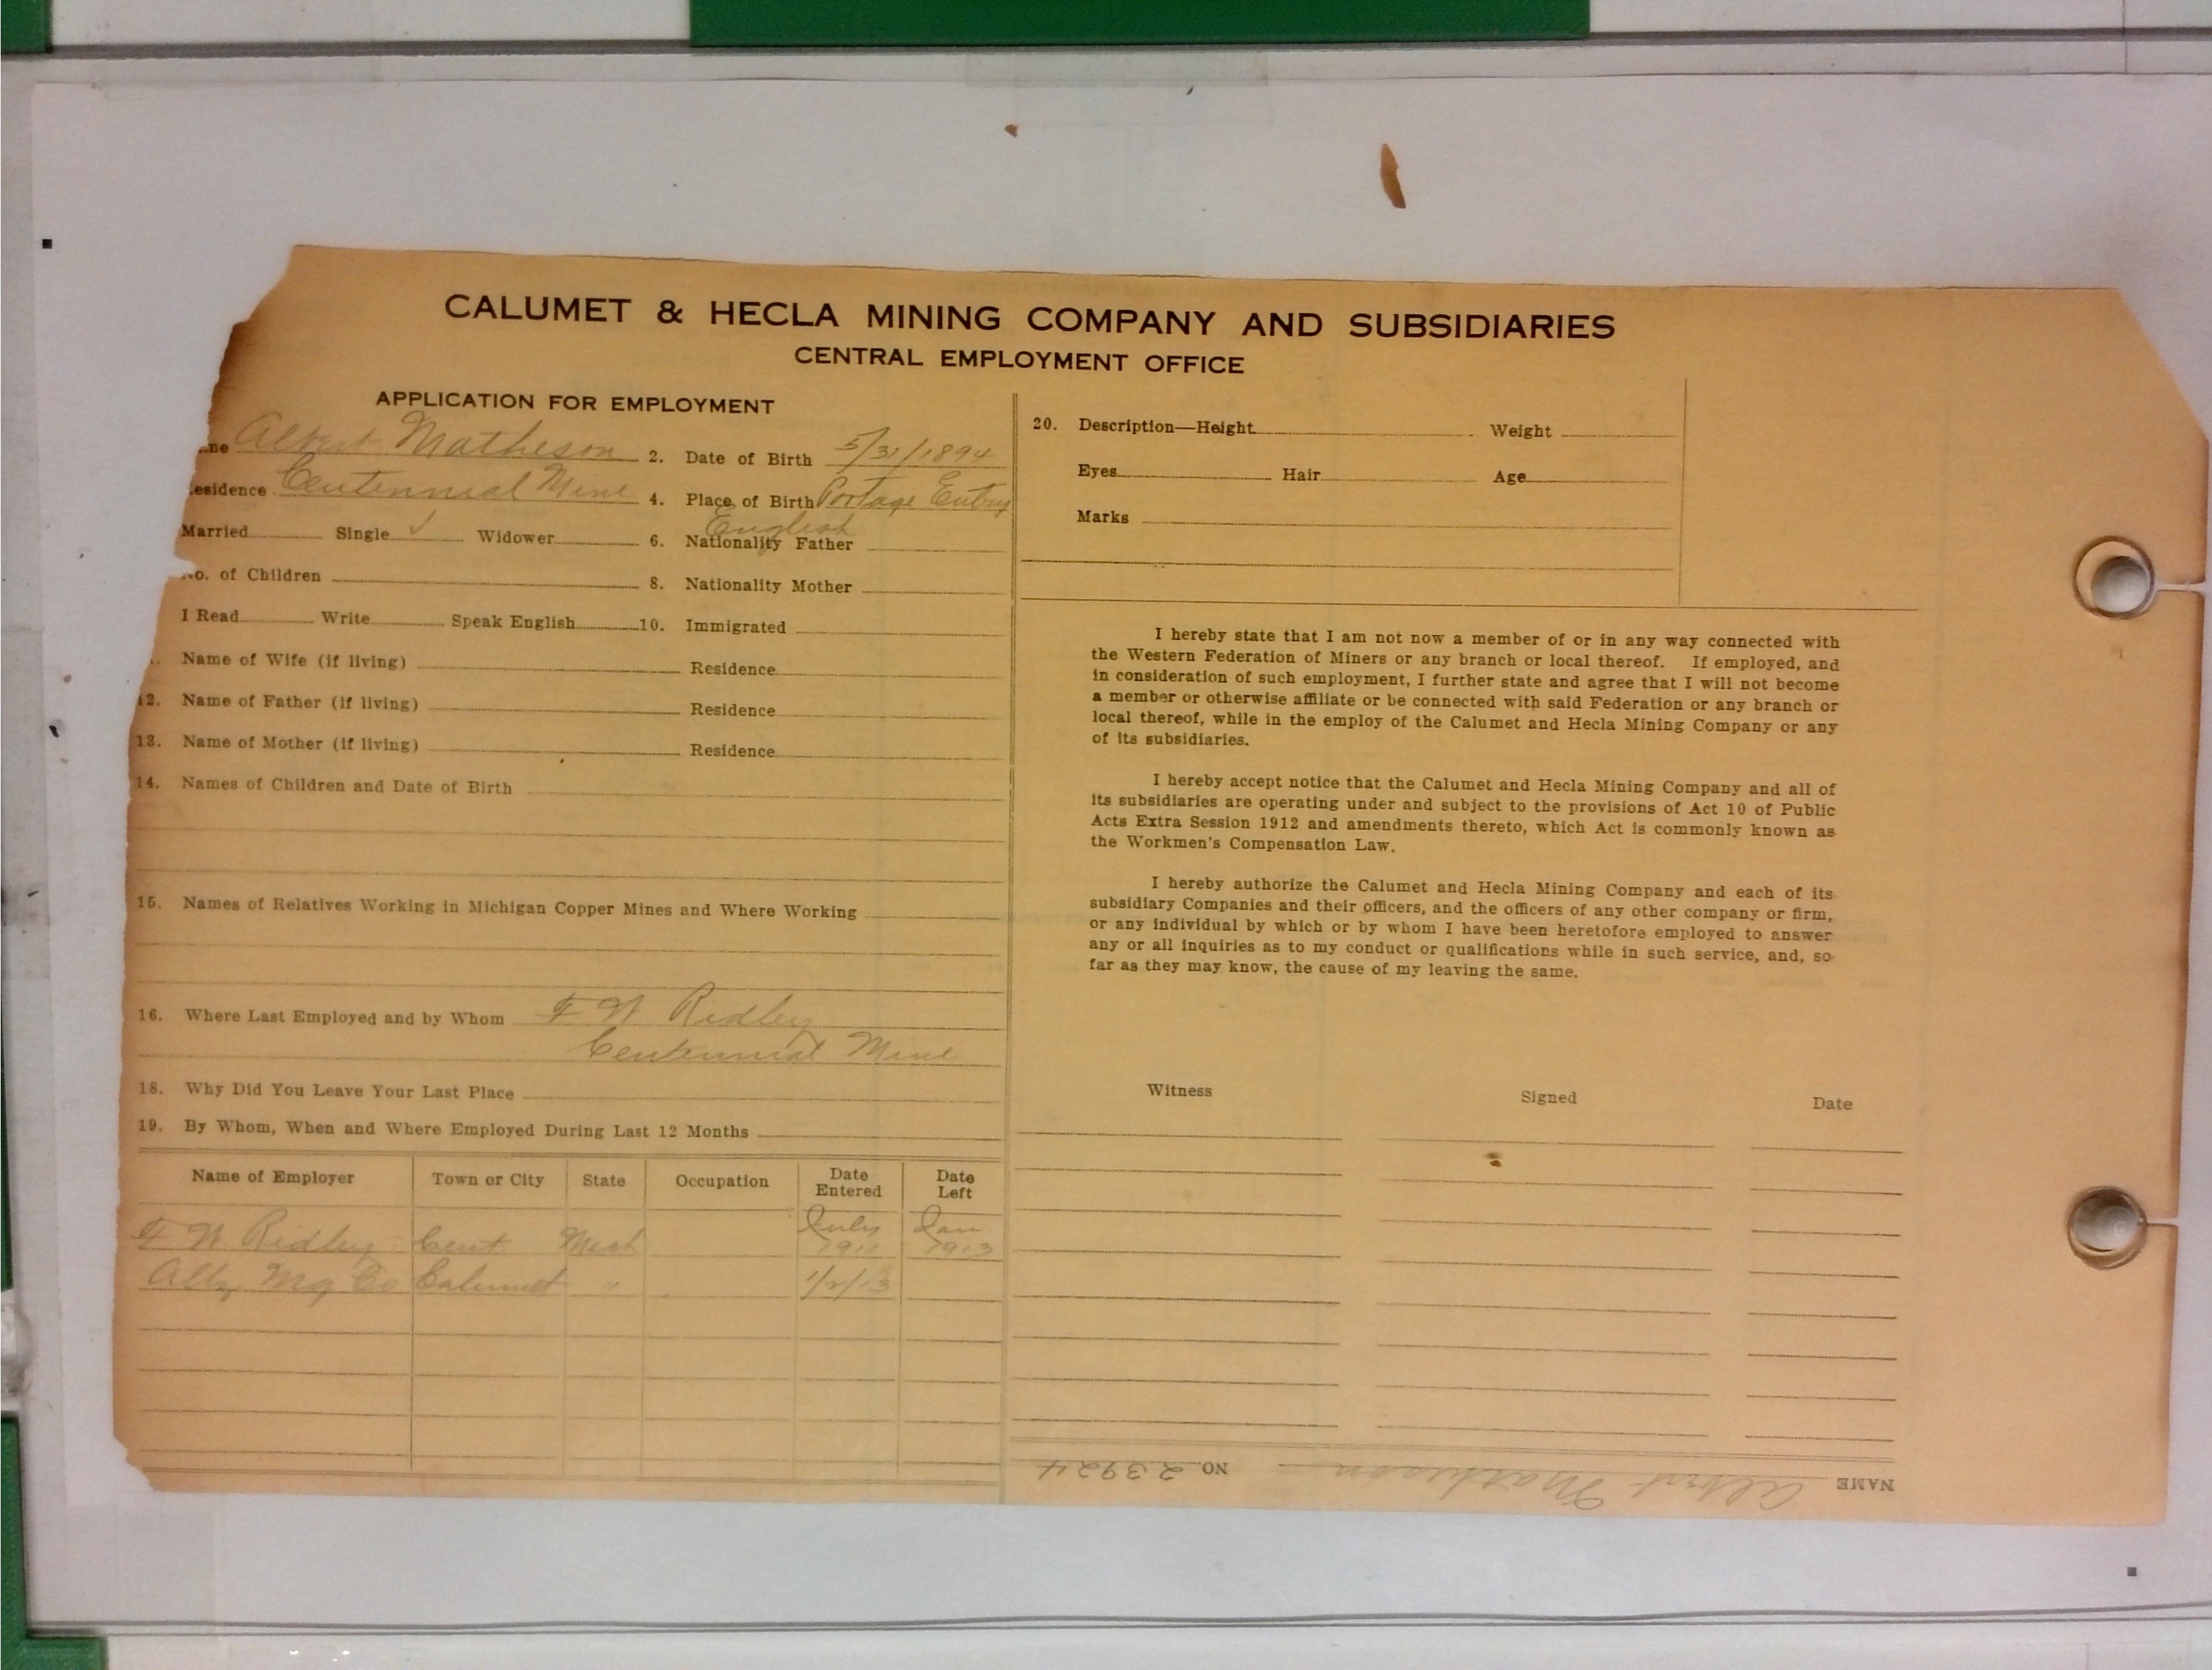 CALUMET & HECLA MINING COMPANY AND SUBSIDIARIES
CENTRAL EMPLOYMENT OFFICE
APPLICATION FOR EMPLOYMENT
me Albert Matheson 2. Date of Birth 5/31/1894
esidence Centennial Mine 4. Place of Birth Portage Entry
Married Single ✓ Widower 6. Nationality Father English
No. of Children 8. Nationality Mother
I Read Write Speak English 10. Immigrated
Name of Wife (if living) Residence
12. Name of Father (if living) Residence
13. Name of Mother (if living) Residence
14. Names of Children and Date of Birth
15. Names of Relatives Working in Michigan Copper Mines and Where Working
16. Where Last Employed and by Whom F W Ridley
Centennial Mine
18. Why Did You Leave Your Last Place
19. By Whom, When and Where Employed During Last 12 Months
Name of Employer Town or City State Occupation Date Entered Date Left
F W Ridley Cent Mich July 1911 Jan 1913
Mg Co Calumet " 1/2/13
20. Description—Height Weight
Eyes Hair Age
Marks
I hereby state that I am not now a member of or in any way connected with
the Western Federation of Miners or any branch or local thereof. If employed, and
in consideration of such employment, I further state and agree that I will not become
a member or otherwise affiliate or be connected with said Federation or any branch or
local thereof, while in the employ of the Calumet and Hecla Mining Company or any
of its subsidiaries.
I hereby accept notice that the Calumet and Hecla Mining Company and all of
its subsidiaries are operating under and subject to the provisions of Act 10 of Public
Acts Extra Session 1912 and amendments thereto, which Act is commonly known as
the Workmen's Compensation Law.
I hereby authorize the Calumet and Hecla Mining Company and each of its
subsidiary Companies and their officers, and the officers of any other company or firm,
or any individual by which or by whom I have been heretofore employed to answer
any or all inquiries as to my conduct or qualifications while in such service, and, so
far as they may know, the cause of my leaving the same.
Witness Signed Date
NAME Albert Matheson NO. 23924